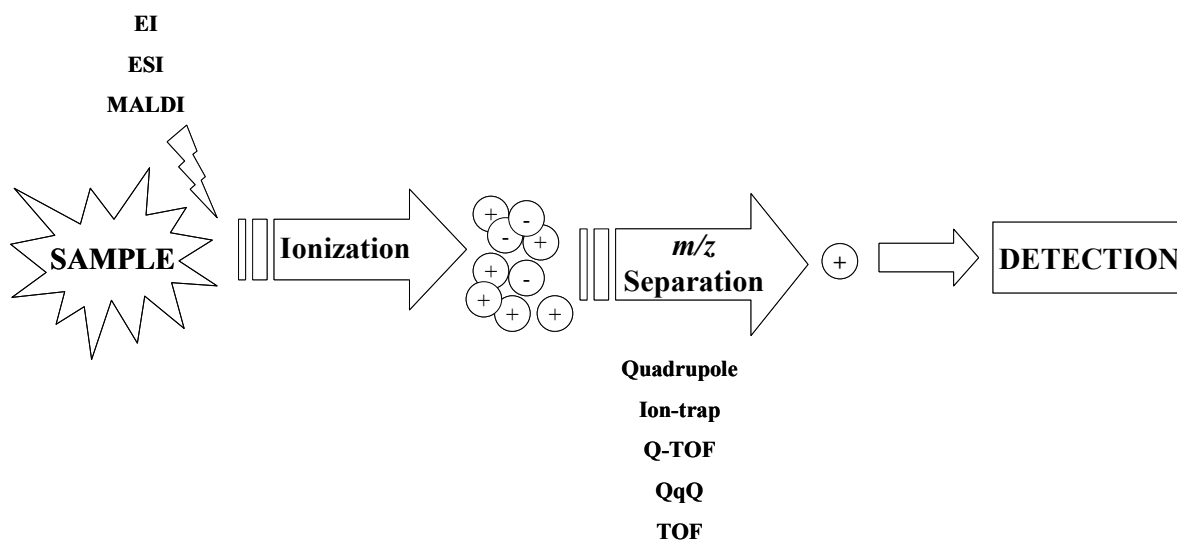 EI
ESI
MALDI
SAMPLE
Ionization
+
-
-
+
+
-
+
+
+
m/z
Separation
+
DETECTION
Quadrupole
Ion-trap
Q-TOF
QqQ
TOF